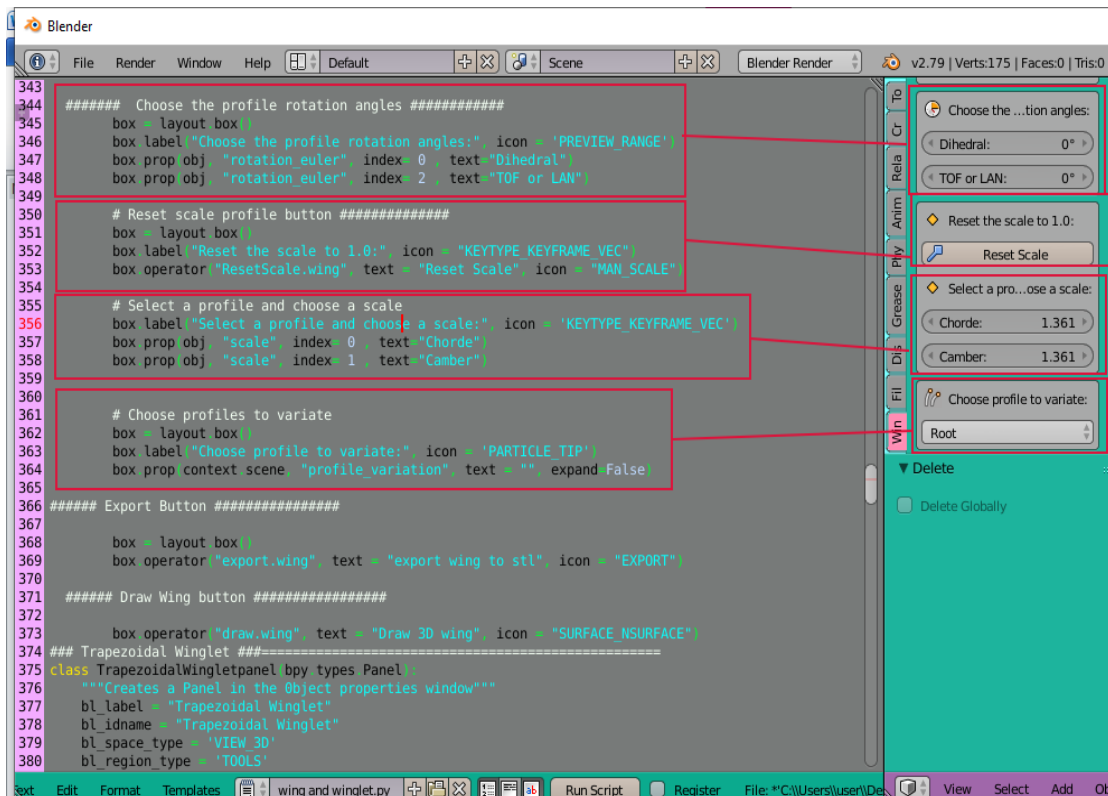 Blender
File Render Window Help Default Scene Blender Render v2.79 | Verts:175 | Faces:0 | Tris:0
343
344 ####### Choose the profile rotation angles ############
345 box = layout.box()
346 box.label("Choose the profile rotation angles:", icon = 'PREVIEW_RANGE')
347 box.prop(obj, "rotation_euler", index= 0 , text="Dihedral")
348 box.prop(obj, "rotation_euler", index= 2 , text="TOF or LAN")
349
350 # Reset scale profile button ##############
351 box = layout.box()
352 box.label("Reset the scale to 1.0:", icon = "KEYTYPE_KEYFRAME_VEC")
353 box.operator("ResetScale.wing", text = "Reset Scale", icon = "MAN_SCALE")
354
355 # Select a profile and choose a scale
356 box.label("Select a profile and choose a scale:", icon = 'KEYTYPE_KEYFRAME_VEC')
357 box.prop(obj, "scale", index= 0 , text="Chorde")
358 box.prop(obj, "scale", index= 1 , text="Camber")
359
360
361 # Choose profiles to variate
362 box = layout.box()
363 box.label("Choose profile to variate:", icon = 'PARTICLE_TIP')
364 box.prop(context.scene, "profile_variation", text = "", expand=False)
365
366 ###### Export Button ################
367
368 box = layout.box()
369 box.operator("export.wing", text = "export wing to stl", icon = "EXPORT")
370
371 ###### Draw Wing button #################
372
373 box.operator("draw.wing", text = "Draw 3D wing", icon = "SURFACE_NSURFACE")
374 ### Trapezoidal Winglet ###===================================================
375 class TrapezoidalWingletpanel(bpy.types.Panel):
376 """Creates a Panel in the Object properties window"""
377 bl_label = "Trapezoidal Winglet"
378 bl_idname = "Trapezoidal Winglet"
379 bl_space_type = 'VIEW_3D'
380 bl_region_type = 'TOOLS'
To
Cr
Rela
Anim
Phy
Grease
Dis
Fil
Win
Choose the ...tion angles:
Dihedral: 0°
TOF or LAN: 0°
Reset the scale to 1.0:
Reset Scale
Select a pro...ose a scale:
Chorde: 1.361
Camber: 1.361
Choose profile to variate:
Root
Delete
Delete Globally
ext Edit Format Templates wing and winglet.py Run Script Register File: *'C:\\Users\\user\\De View Select Add Ob